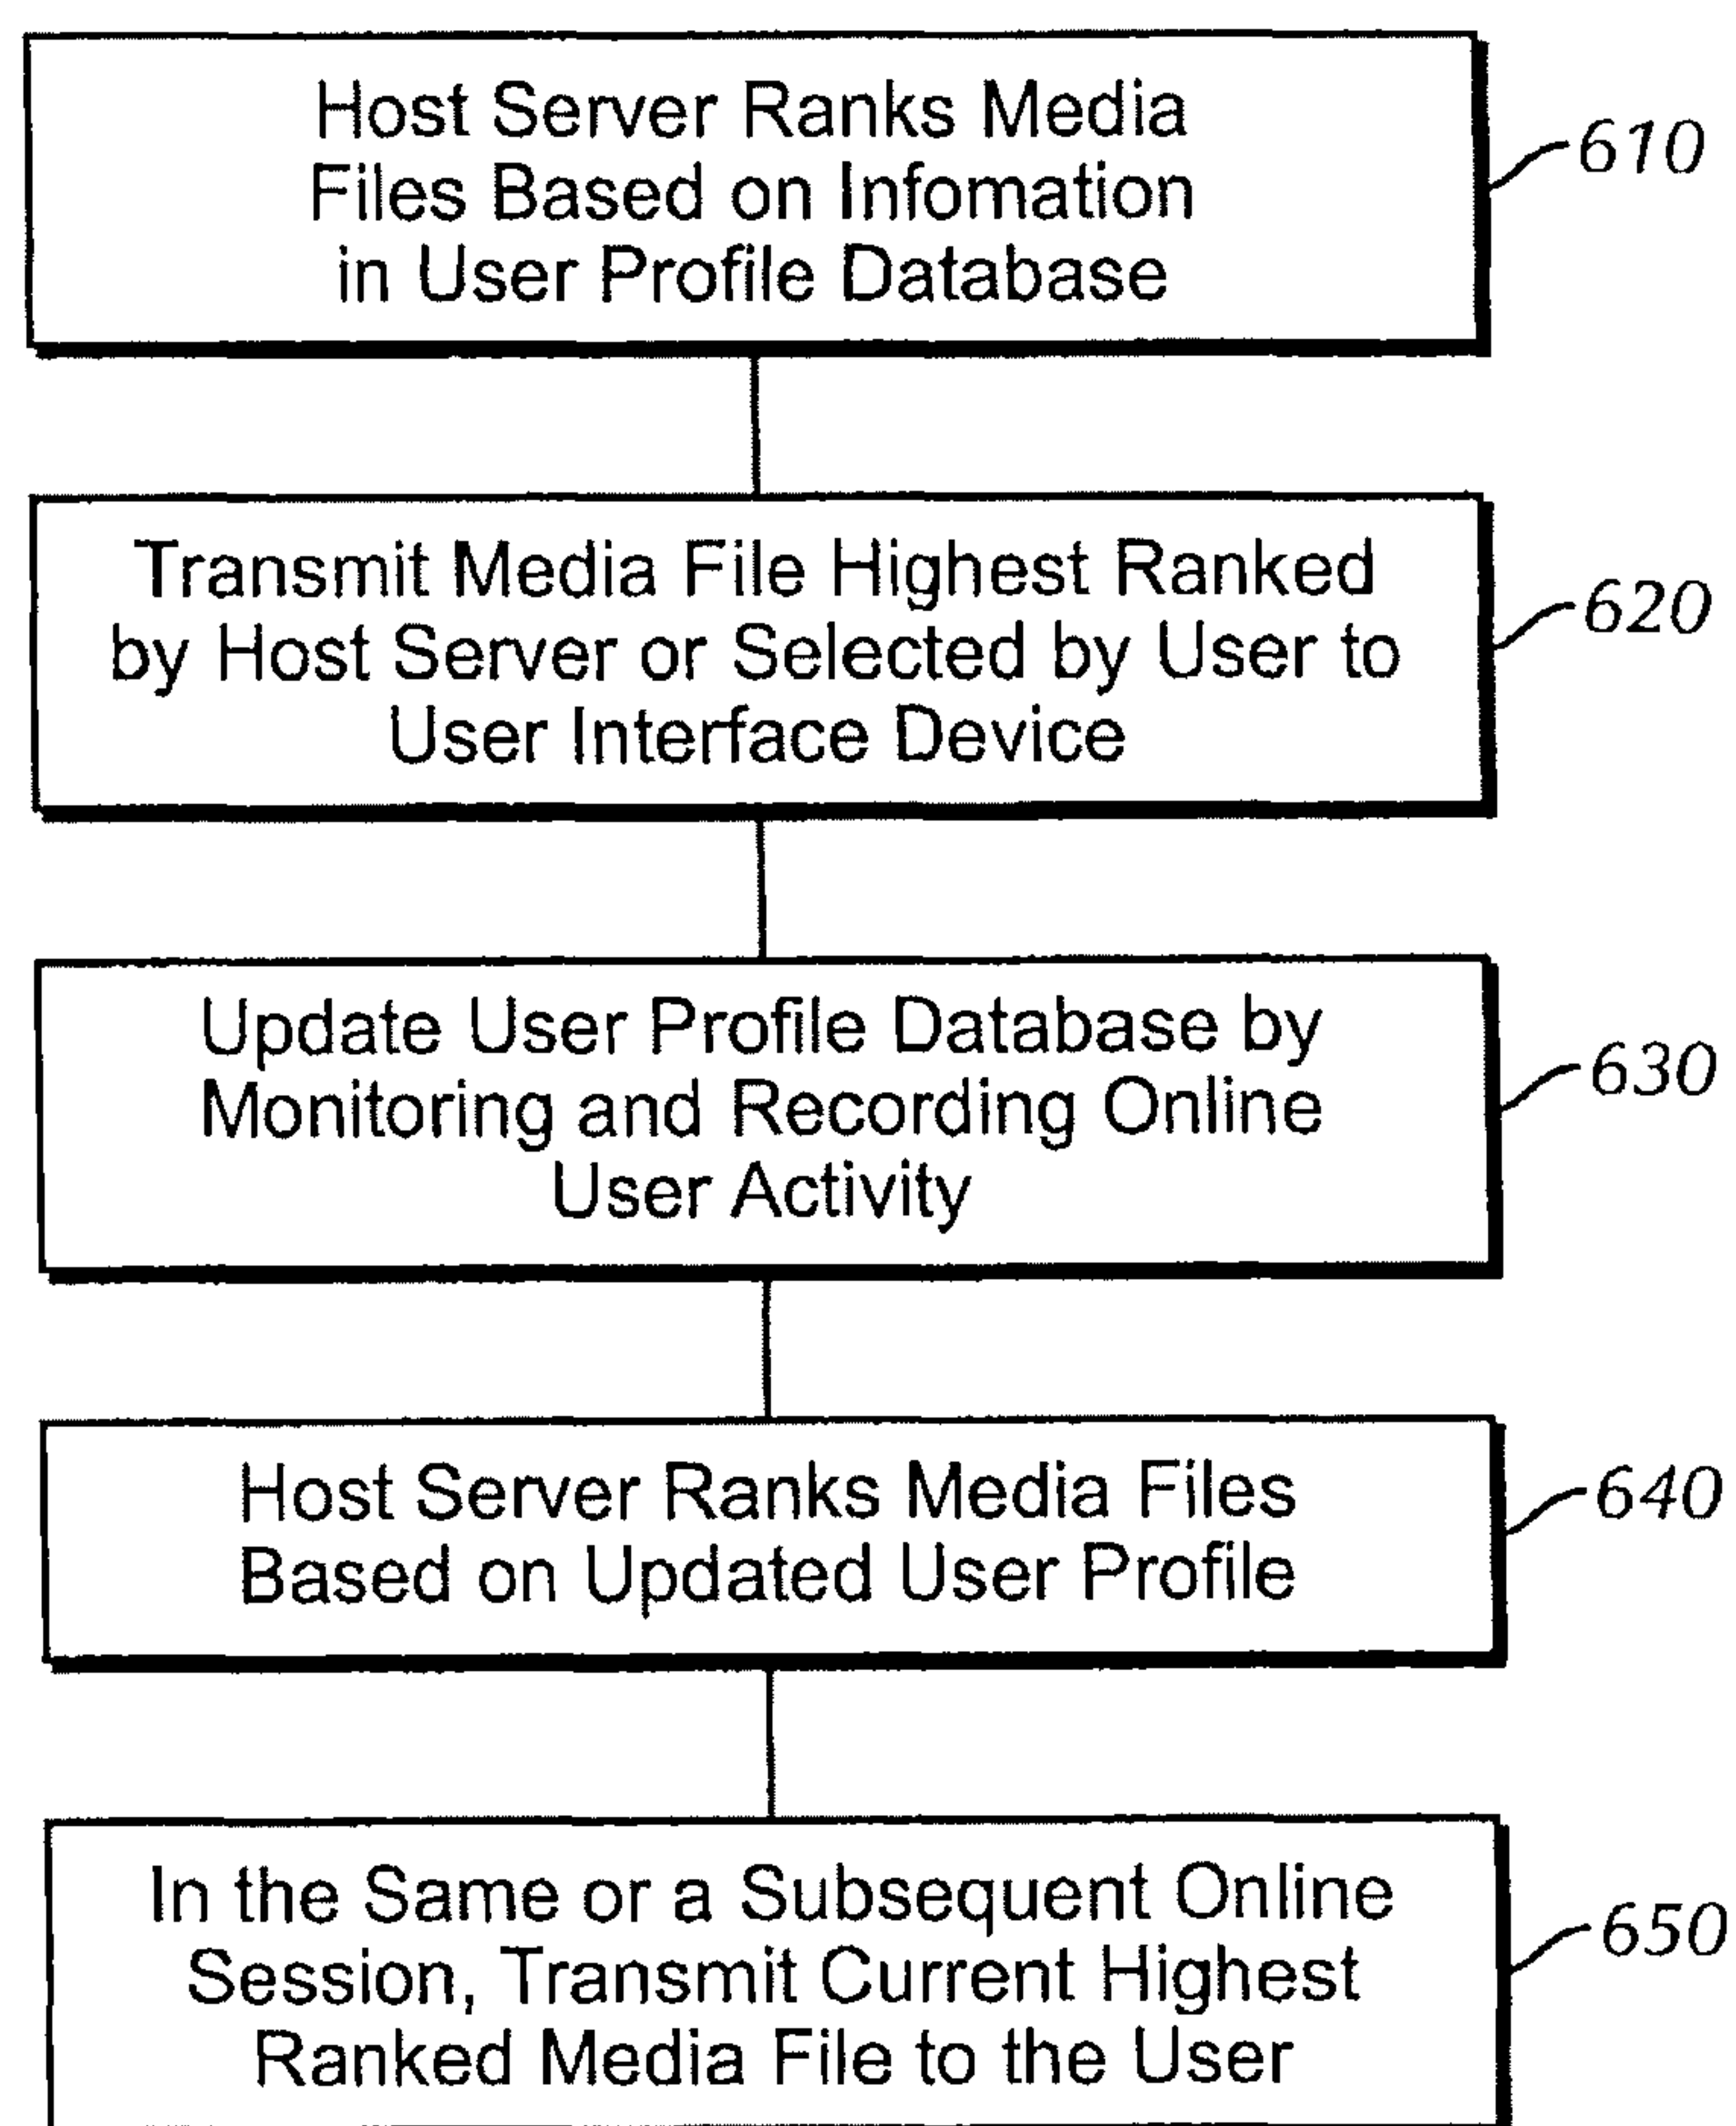 Host Server Ranks Media
Files Based on Infomation
in User Profile Database
610
Transmit Media File Highest Ranked
by Host Server or Selected by User to
User Interface Device
620
Update User Profile Database by
Monitoring and Recording Online
User Activity
630
Host Server Ranks Media Files
Based on Updated User Profile
640
In the Same or a Subsequent Online
Session, Transmit Current Highest
Ranked Media File to the User
650